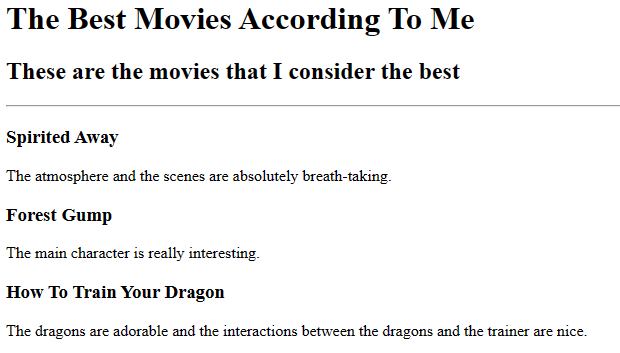 The Best Movies According To Me
These are the movies that I consider the best
Spirited Away
The atmosphere and the scenes are absolutely breath-taking.
Forest Gump
The main character is really interesting.
How To Train Your Dragon
The dragons are adorable and the interactions between the dragons and the trainer are nice.